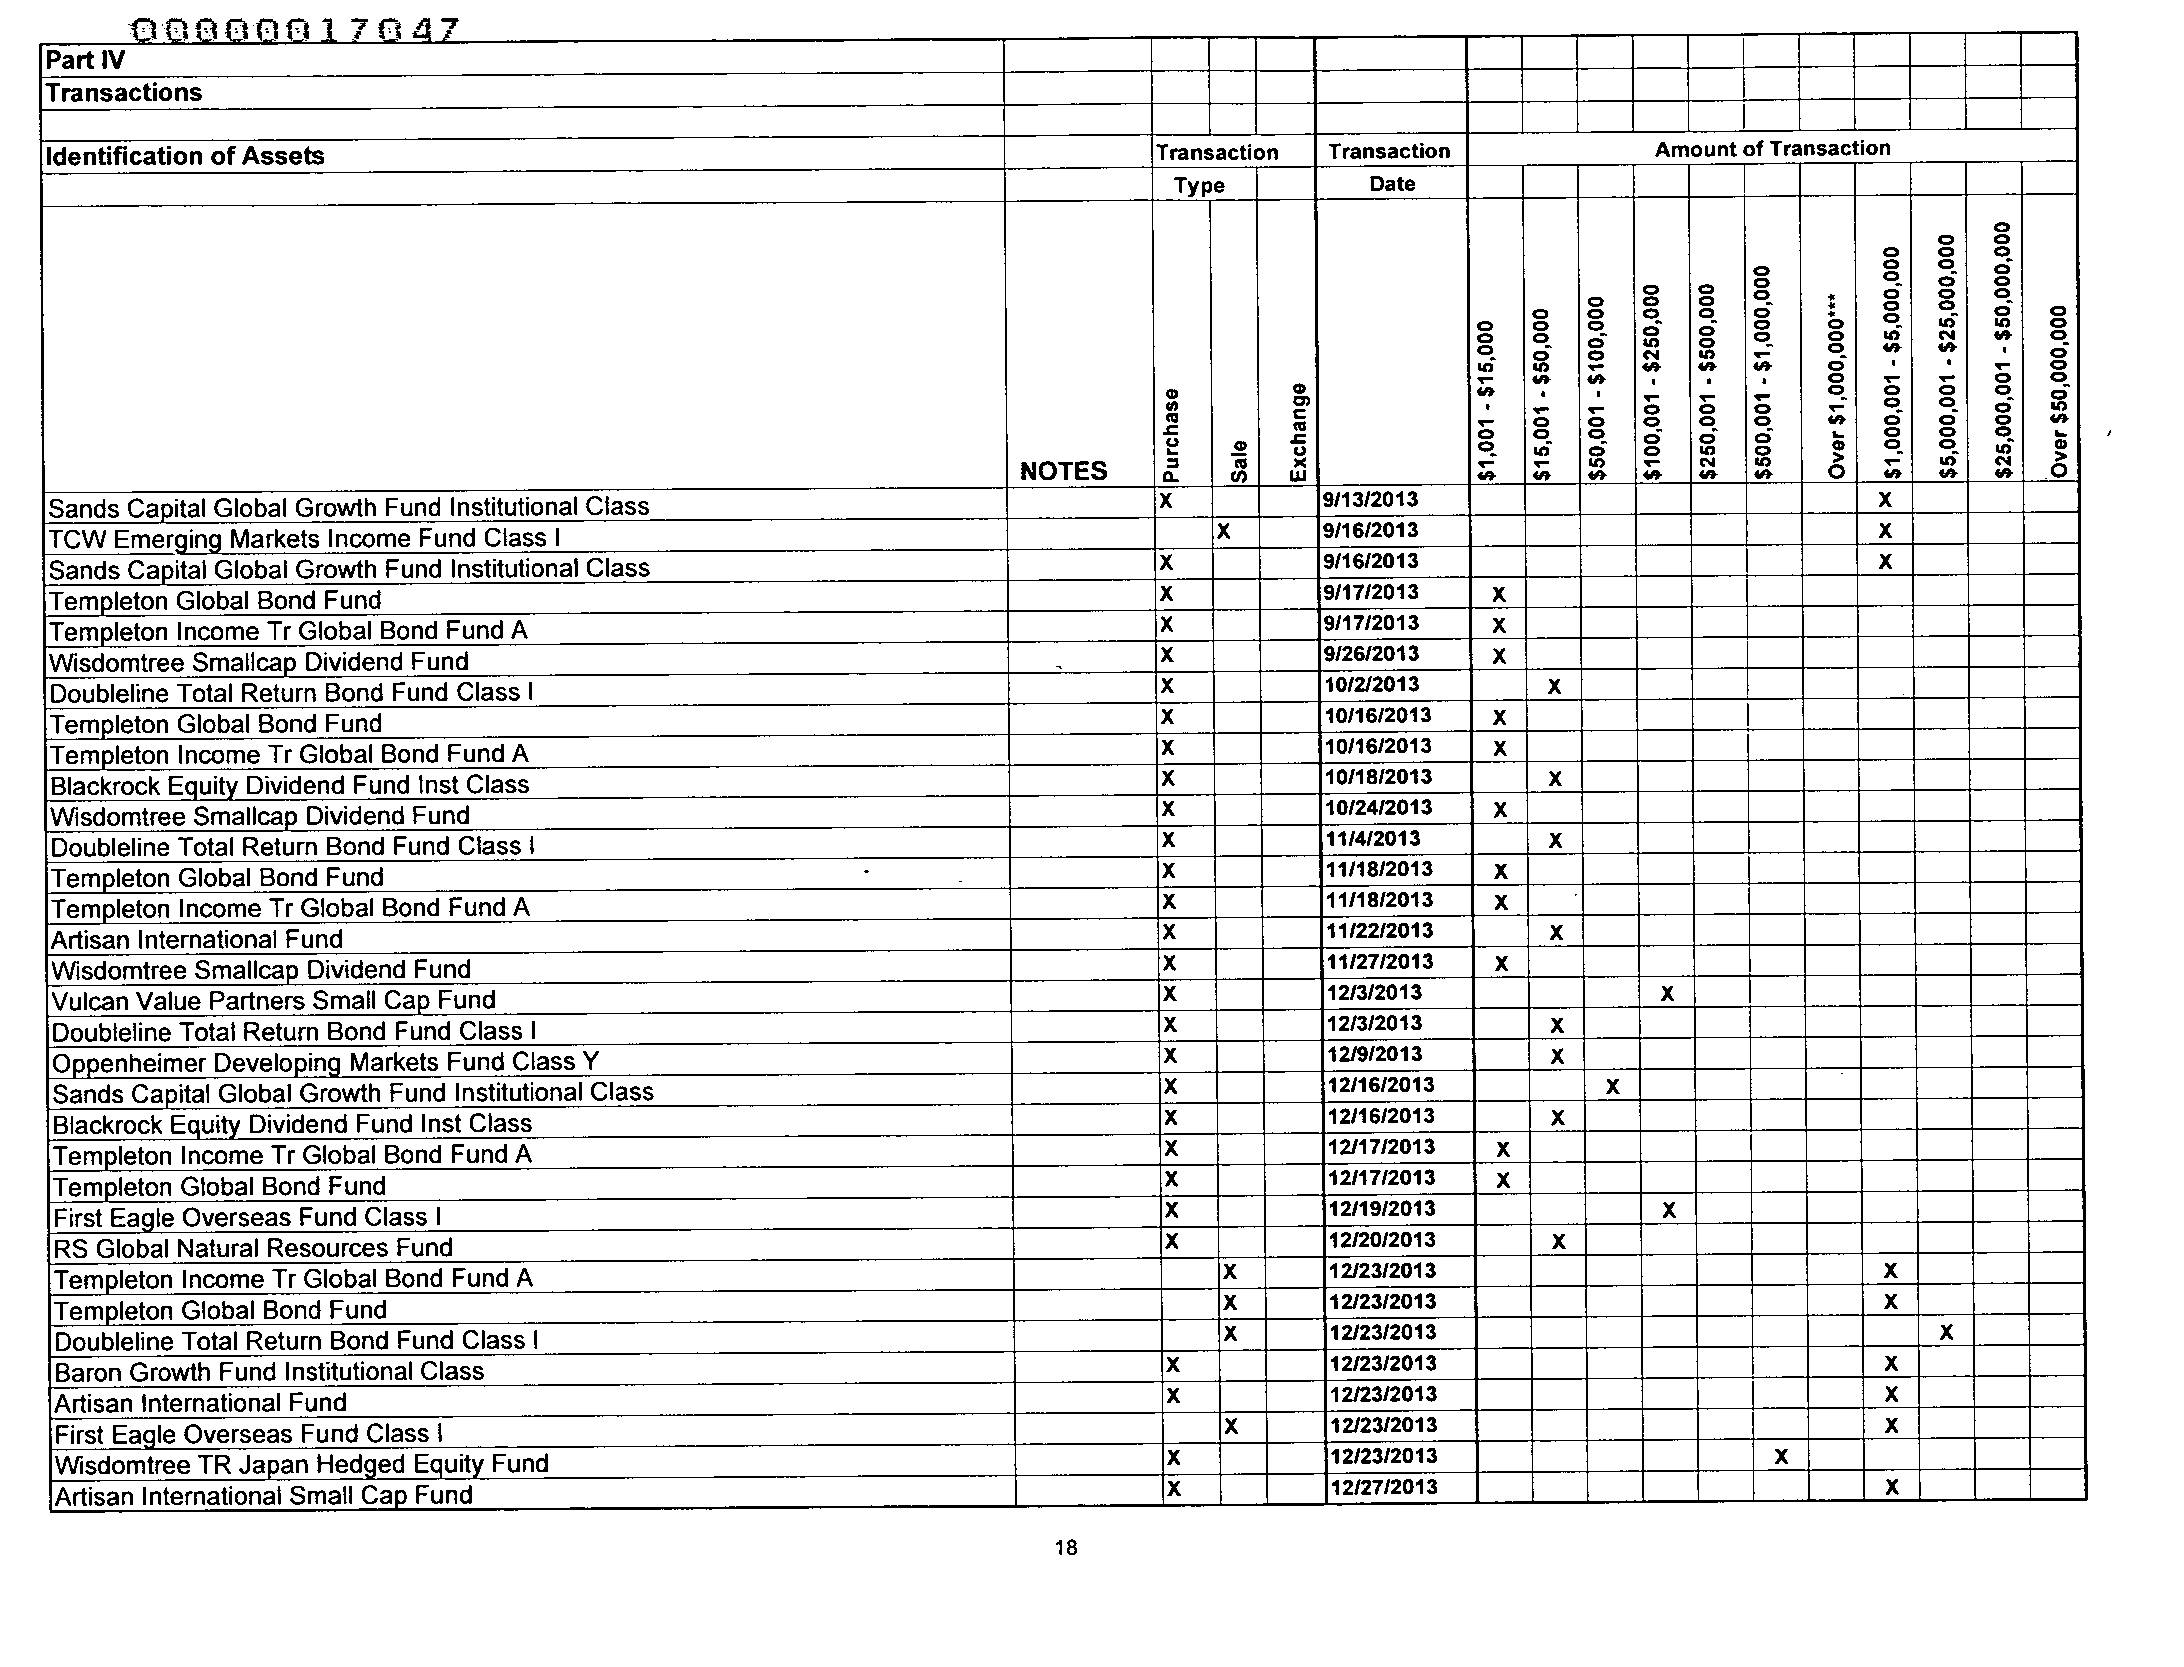 00000017047
Part IV
Transactions
Identification of Assets Transaction Transaction Amount of Transaction
Type Date
NOTES Purchase Sale Exchange $1,001 - $15,000 $15,001 - $50,000 $50,001 - $100,000 $100,001 - $250,000 $250,001 - $500,000 $500,001 - $1,000,000 Over $1,000,000*** $1,000,001 - $5,000,000 $5,000,001 - $25,000,000 $25,000,001 - $50,000,000 Over $50,000,000
Sands Capital Global Growth Fund Institutional Class X 9/13/2013 X
TCW Emerging Markets Income Fund Class I X 9/16/2013 X
Sands Capital Global Growth Fund Institutional Class X 9/16/2013 X
Templeton Global Bond Fund X 9/17/2013 X
Templeton Income Tr Global Bond Fund A X 9/17/2013 X
Wisdomtree Smallcap Dividend Fund X 9/26/2013 X
Doubleline Total Return Bond Fund Class I X 10/2/2013 X
Templeton Global Bond Fund X 10/16/2013 X
Templeton Income Tr Global Bond Fund A X 10/16/2013 X
Blackrock Equity Dividend Fund Inst Class X 10/18/2013 X
Wisdomtree Smallcap Dividend Fund X 10/24/2013 X
Doubleline Total Return Bond Fund Class I X 11/4/2013 X
Templeton Global Bond Fund X 11/18/2013 X
Templeton Income Tr Global Bond Fund A X 11/18/2013 X
Artisan International Fund X 11/22/2013 X
Wisdomtree Smallcap Dividend Fund X 11/27/2013 X
Vulcan Value Partners Small Cap Fund X 12/3/2013 X
Doubleline Total Return Bond Fund Class I X 12/3/2013 X
Oppenheimer Developing Markets Fund Class Y X 12/9/2013 X
Sands Capital Global Growth Fund Institutional Class X 12/16/2013 X
Blackrock Equity Dividend Fund Inst Class X 12/16/2013 X
Templeton Income Tr Global Bond Fund A X 12/17/2013 X
Templeton Global Bond Fund X 12/17/2013 X
First Eagle Overseas Fund Class I X 12/19/2013 X
RS Global Natural Resources Fund X 12/20/2013 X
Templeton Income Tr Global Bond Fund A X 12/23/2013 X
Templeton Global Bond Fund X 12/23/2013 X
Doubleline Total Return Bond Fund Class I X 12/23/2013 X
Baron Growth Fund Institutional Class X 12/23/2013 X
Artisan International Fund X 12/23/2013 X
First Eagle Overseas Fund Class I X 12/23/2013 X
Wisdomtree TR Japan Hedged Equity Fund X 12/23/2013 X
Artisan International Small Cap Fund X 12/27/2013 X
18